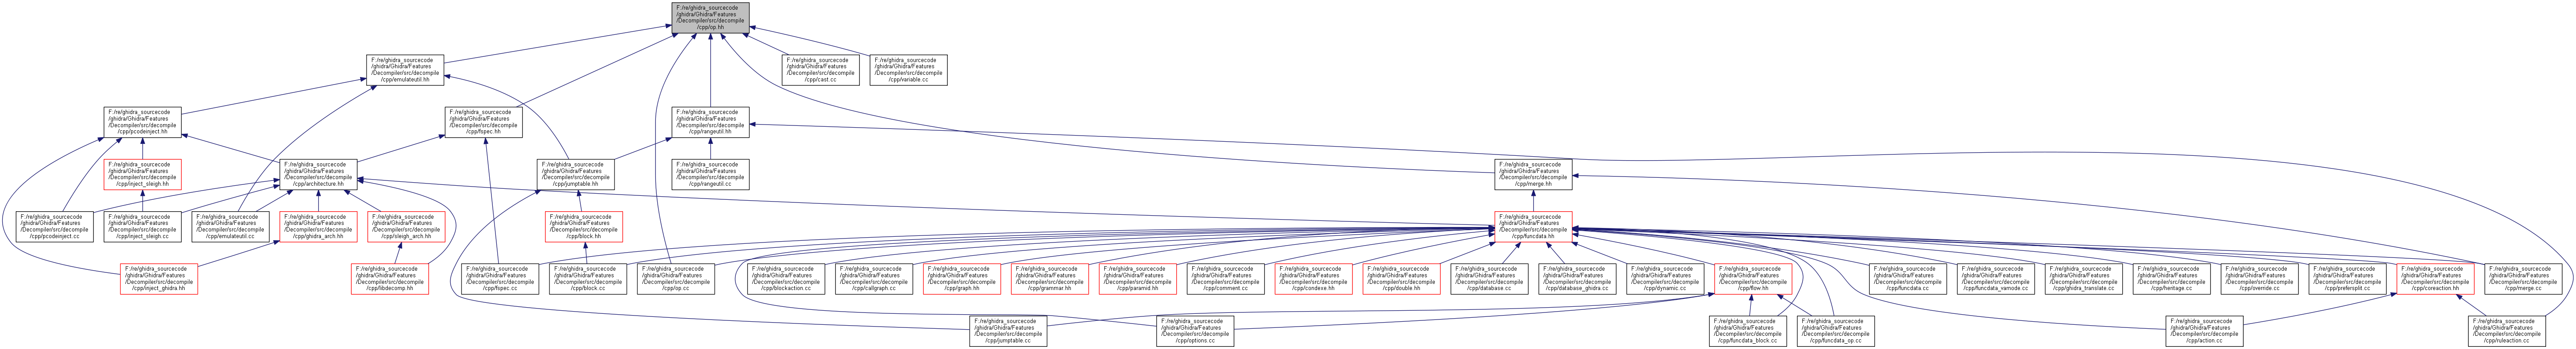 F:/re/ghidra_sourcecode
/ghidra/Ghidra/Features
/Decompiler/src/decompile
/cpp/op.hh
F:/re/ghidra_sourcecode
/ghidra/Ghidra/Features
/Decompiler/src/decompile
/cpp/emulateutil.hh
F:/re/ghidra_sourcecode
/ghidra/Ghidra/Features
/Decompiler/src/decompile
/cpp/cast.cc
F:/re/ghidra_sourcecode
/ghidra/Ghidra/Features
/Decompiler/src/decompile
/cpp/variable.cc
F:/re/ghidra_sourcecode
/ghidra/Ghidra/Features
/Decompiler/src/decompile
/cpp/pcodeinject.hh
F:/re/ghidra_sourcecode
/ghidra/Ghidra/Features
/Decompiler/src/decompile
/cpp/fspec.hh
F:/re/ghidra_sourcecode
/ghidra/Ghidra/Features
/Decompiler/src/decompile
/cpp/rangeutil.hh
F:/re/ghidra_sourcecode
/ghidra/Ghidra/Features
/Decompiler/src/decompile
/cpp/inject_sleigh.hh
F:/re/ghidra_sourcecode
/ghidra/Ghidra/Features
/Decompiler/src/decompile
/cpp/architecture.hh
F:/re/ghidra_sourcecode
/ghidra/Ghidra/Features
/Decompiler/src/decompile
/cpp/jumptable.hh
F:/re/ghidra_sourcecode
/ghidra/Ghidra/Features
/Decompiler/src/decompile
/cpp/rangeutil.cc
F:/re/ghidra_sourcecode
/ghidra/Ghidra/Features
/Decompiler/src/decompile
/cpp/merge.hh
F:/re/ghidra_sourcecode
/ghidra/Ghidra/Features
/Decompiler/src/decompile
/cpp/pcodeinject.cc
F:/re/ghidra_sourcecode
/ghidra/Ghidra/Features
/Decompiler/src/decompile
/cpp/inject_sleigh.cc
F:/re/ghidra_sourcecode
/ghidra/Ghidra/Features
/Decompiler/src/decompile
/cpp/emulateutil.cc
F:/re/ghidra_sourcecode
/ghidra/Ghidra/Features
/Decompiler/src/decompile
/cpp/ghidra_arch.hh
F:/re/ghidra_sourcecode
/ghidra/Ghidra/Features
/Decompiler/src/decompile
/cpp/sleigh_arch.hh
F:/re/ghidra_sourcecode
/ghidra/Ghidra/Features
/Decompiler/src/decompile
/cpp/block.hh
F:/re/ghidra_sourcecode
/ghidra/Ghidra/Features
/Decompiler/src/decompile
/cpp/funcdata.hh
F:/re/ghidra_sourcecode
/ghidra/Ghidra/Features
/Decompiler/src/decompile
/cpp/inject_ghidra.hh
F:/re/ghidra_sourcecode
/ghidra/Ghidra/Features
/Decompiler/src/decompile
/cpp/libdecomp.hh
F:/re/ghidra_sourcecode
/ghidra/Ghidra/Features
/Decompiler/src/decompile
/cpp/fspec.cc
F:/re/ghidra_sourcecode
/ghidra/Ghidra/Features
/Decompiler/src/decompile
/cpp/block.cc
F:/re/ghidra_sourcecode
/ghidra/Ghidra/Features
/Decompiler/src/decompile
/cpp/op.cc
F:/re/ghidra_sourcecode
/ghidra/Ghidra/Features
/Decompiler/src/decompile
/cpp/blockaction.cc
F:/re/ghidra_sourcecode
/ghidra/Ghidra/Features
/Decompiler/src/decompile
/cpp/callgraph.cc
F:/re/ghidra_sourcecode
/ghidra/Ghidra/Features
/Decompiler/src/decompile
/cpp/graph.hh
F:/re/ghidra_sourcecode
/ghidra/Ghidra/Features
/Decompiler/src/decompile
/cpp/grammar.hh
F:/re/ghidra_sourcecode
/ghidra/Ghidra/Features
/Decompiler/src/decompile
/cpp/paramid.hh
F:/re/ghidra_sourcecode
/ghidra/Ghidra/Features
/Decompiler/src/decompile
/cpp/comment.cc
F:/re/ghidra_sourcecode
/ghidra/Ghidra/Features
/Decompiler/src/decompile
/cpp/condexe.hh
F:/re/ghidra_sourcecode
/ghidra/Ghidra/Features
/Decompiler/src/decompile
/cpp/double.hh
F:/re/ghidra_sourcecode
/ghidra/Ghidra/Features
/Decompiler/src/decompile
/cpp/database.cc
F:/re/ghidra_sourcecode
/ghidra/Ghidra/Features
/Decompiler/src/decompile
/cpp/database_ghidra.cc
F:/re/ghidra_sourcecode
/ghidra/Ghidra/Features
/Decompiler/src/decompile
/cpp/dynamic.cc
F:/re/ghidra_sourcecode
/ghidra/Ghidra/Features
/Decompiler/src/decompile
/cpp/flow.hh
F:/re/ghidra_sourcecode
/ghidra/Ghidra/Features
/Decompiler/src/decompile
/cpp/funcdata.cc
F:/re/ghidra_sourcecode
/ghidra/Ghidra/Features
/Decompiler/src/decompile
/cpp/funcdata_varnode.cc
F:/re/ghidra_sourcecode
/ghidra/Ghidra/Features
/Decompiler/src/decompile
/cpp/ghidra_translate.cc
F:/re/ghidra_sourcecode
/ghidra/Ghidra/Features
/Decompiler/src/decompile
/cpp/heritage.cc
F:/re/ghidra_sourcecode
/ghidra/Ghidra/Features
/Decompiler/src/decompile
/cpp/override.cc
F:/re/ghidra_sourcecode
/ghidra/Ghidra/Features
/Decompiler/src/decompile
/cpp/prefersplit.cc
F:/re/ghidra_sourcecode
/ghidra/Ghidra/Features
/Decompiler/src/decompile
/cpp/coreaction.hh
F:/re/ghidra_sourcecode
/ghidra/Ghidra/Features
/Decompiler/src/decompile
/cpp/merge.cc
F:/re/ghidra_sourcecode
/ghidra/Ghidra/Features
/Decompiler/src/decompile
/cpp/jumptable.cc
F:/re/ghidra_sourcecode
/ghidra/Ghidra/Features
/Decompiler/src/decompile
/cpp/options.cc
F:/re/ghidra_sourcecode
/ghidra/Ghidra/Features
/Decompiler/src/decompile
/cpp/funcdata_block.cc
F:/re/ghidra_sourcecode
/ghidra/Ghidra/Features
/Decompiler/src/decompile
/cpp/funcdata_op.cc
F:/re/ghidra_sourcecode
/ghidra/Ghidra/Features
/Decompiler/src/decompile
/cpp/action.cc
F:/re/ghidra_sourcecode
/ghidra/Ghidra/Features
/Decompiler/src/decompile
/cpp/ruleaction.cc